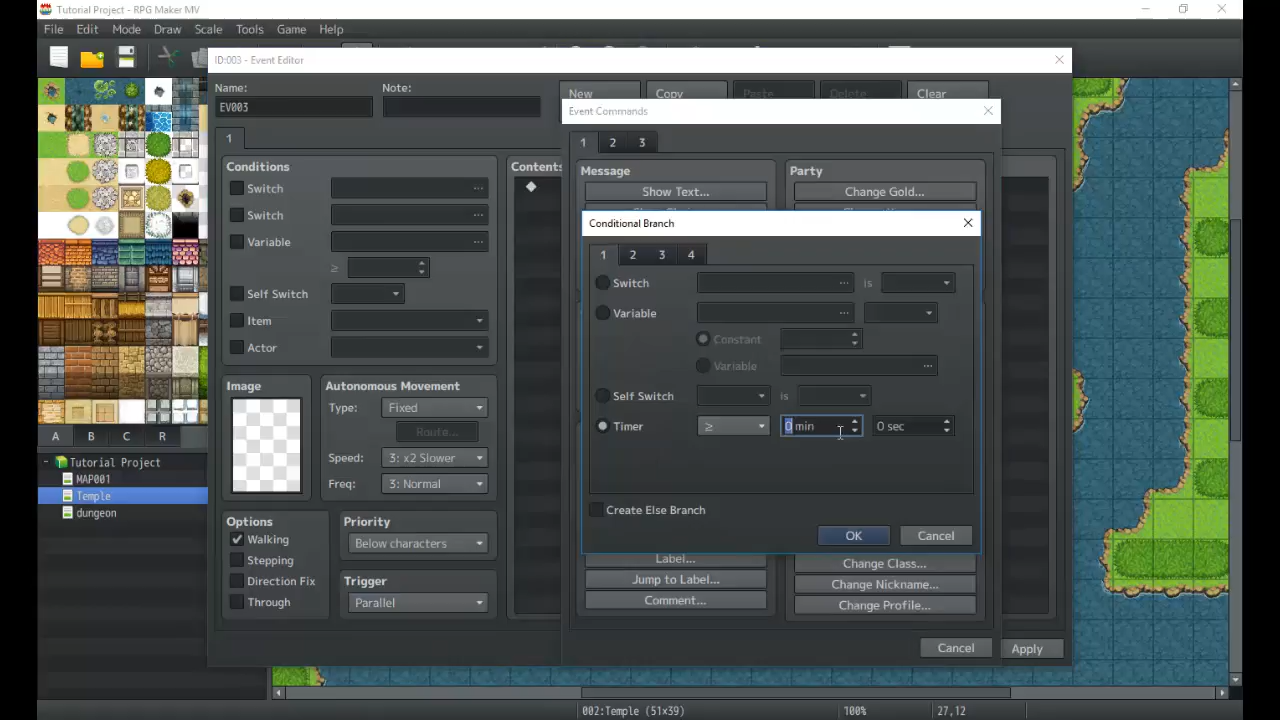 Tutorial Project - RPG Maker MV
File Edit Mode Draw Scale Tools Game Help
ID:003 - Event Editor
Name: Note:
EV003
New Copy Paste Delete Clear
1
Event Commands
1 2 3
Conditions
Switch
Switch
Variable
≥
Self Switch
Item
Actor
Contents
Message
Show Text...
Party
Change Gold...
Conditional Branch
1 2 3 4
Switch is
Variable
Constant
Variable
Self Switch is
Timer ≥ 0 min 0 sec
Create Else Branch
OK Cancel
Image
Autonomous Movement
Type: Fixed
Route...
Speed: 3: x2 Slower
Freq: 3: Normal
Options
Walking
Stepping
Direction Fix
Through
Priority
Below characters
Trigger
Parallel
Label...
Jump to Label...
Comment...
Change Class...
Change Nickname...
Change Profile...
Cancel Apply
A B C R
Tutorial Project
MAP001
Temple
dungeon
002:Temple (51x39) 100% 27,12